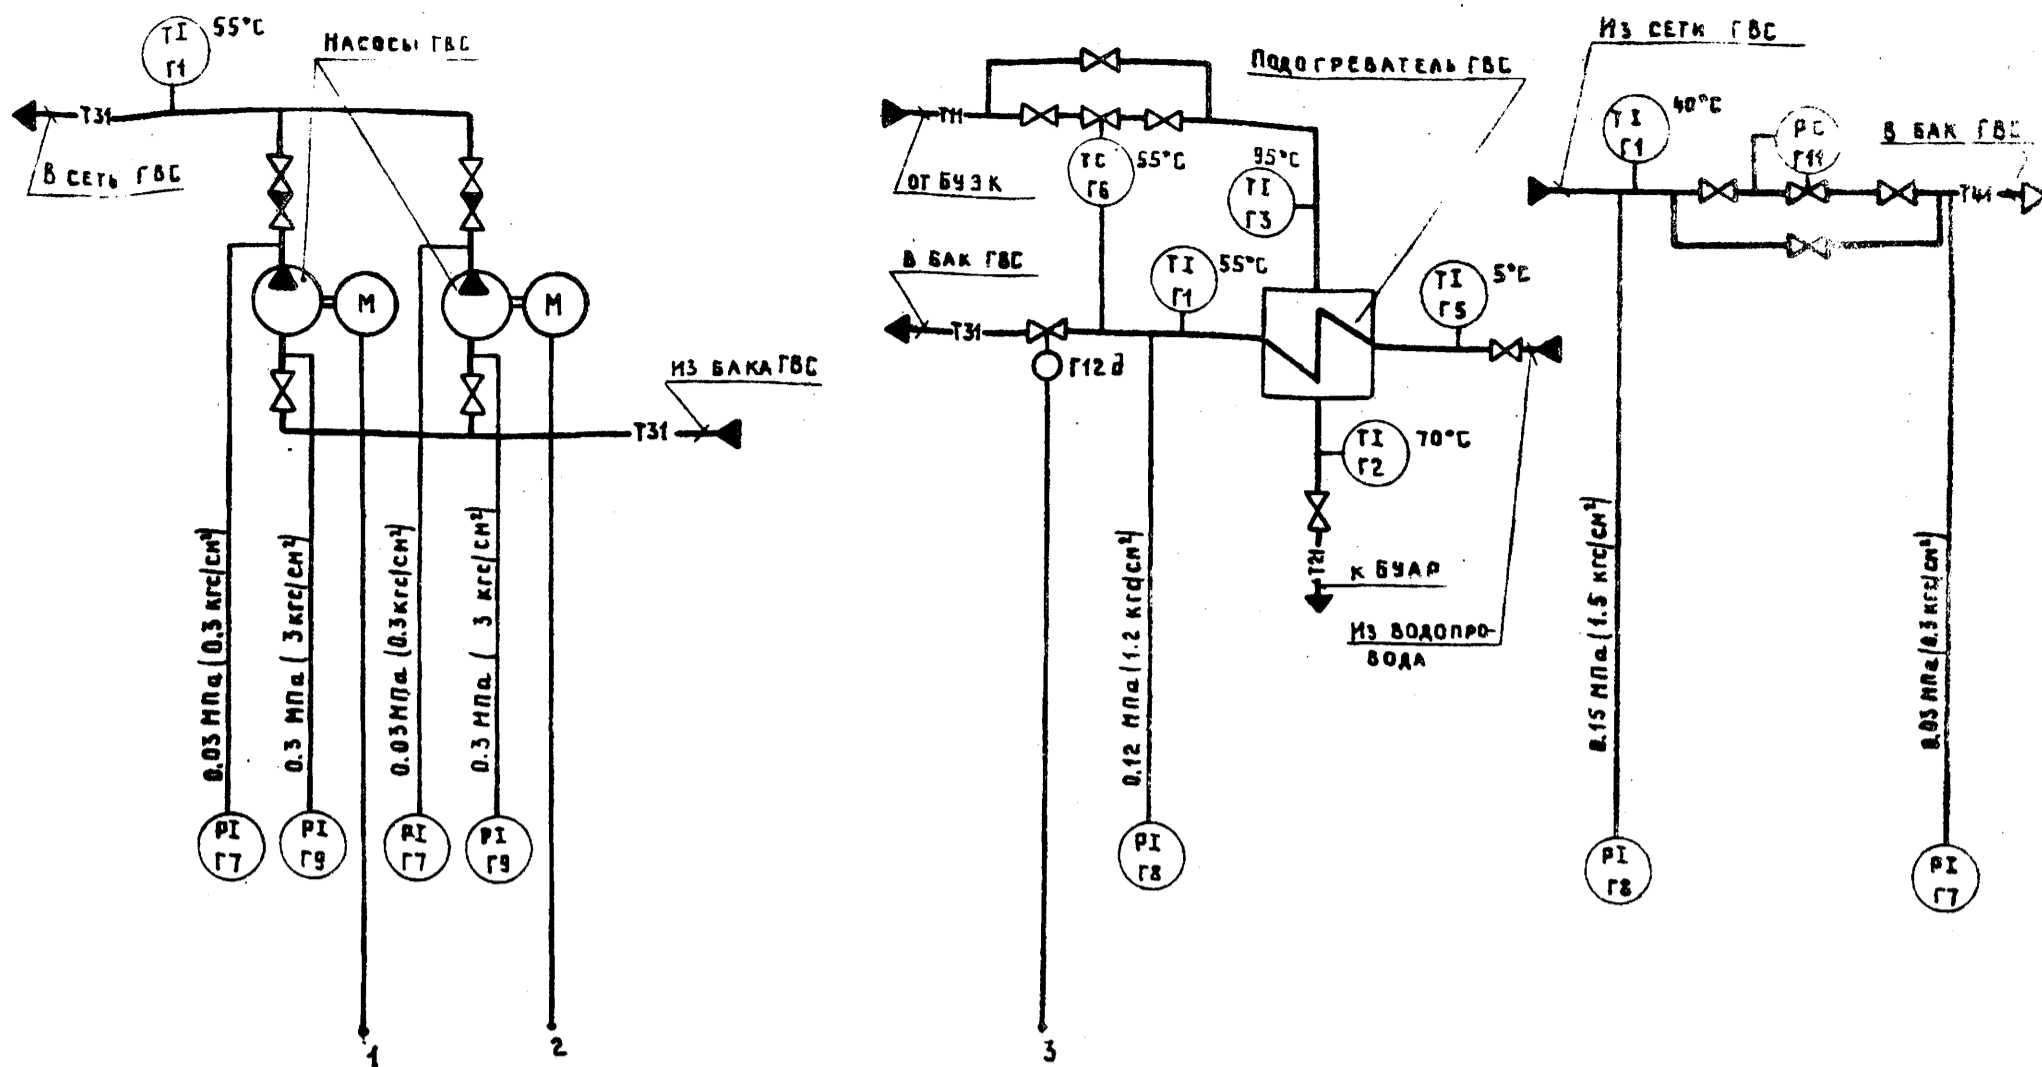 TI
Г1
55°С
Насосы ГВС
Т31
В сеть ГВС
М
М
Из бака ГВС
Т31
0.03 МПа (0.3 кгс/см²)
0.3 МПа ( 3 кгс/см²)
0.03 МПа (0.3 кгс/см²)
0.3 МПа ( 3 кгс/см²)
PI
Г7
PI
Г9
PI
Г7
PI
Г9
1
2
Т11
от БУЭК
TC
Г6
55°С
95°С
TI
Г3
Подогреватель ГВС
В бак ГВС
Т31
Г12д
TI
Г1
55°С
TI
Г5
5°С
TI
Г2
70°С
Т21
к БУАР
Из водопро-
вода
0.12 МПа (1.2 кгс/см²)
PI
Г8
3
Из сети ГВС
TI
Г1
40°С
PC
Г11
В бак ГВС
Т41
0.15 МПа (1.5 кгс/см²)
0.03 МПа (0.3 кгс/см²)
PI
Г8
PI
Г7